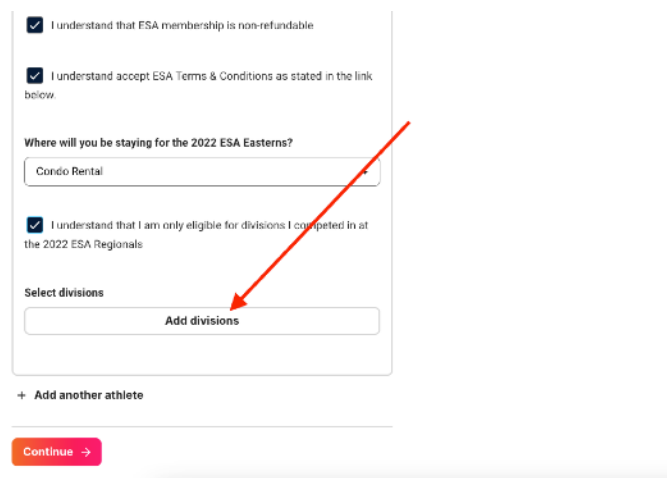 I understand that ESA membership is non-refundable
I understand accept ESA Terms & Conditions as stated in the link
below.
Where will you be staying for the 2022 ESA Easterns?
Condo Rental
I understand that I am only eligible for divisions I competed in at
the 2022 ESA Regionals
Select divisions
Add divisions
+ Add another athlete
Continue →